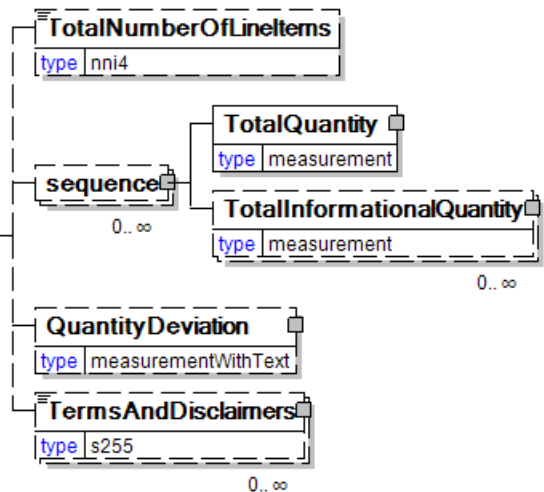 TotalNumberOfLineItems
type nni4
TotalQuantity
type measurement
sequence
0.. ∞
TotalInformationalQuantity
type measurement
0.. ∞
QuantityDeviation
type measurementWithText
TermsAndDisclaimers
type s255
0.. ∞